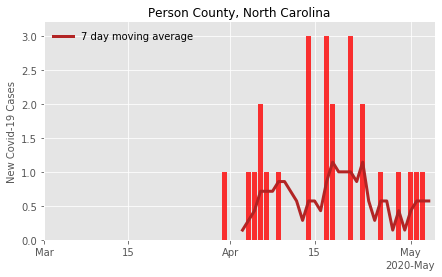 Person County, North Carolina
7 day moving average
New Covid-19 Cases
3.0
2.5
2.0
1.5
1.0
0.5
0.0
Mar
15
Apr
15
May
2020-May